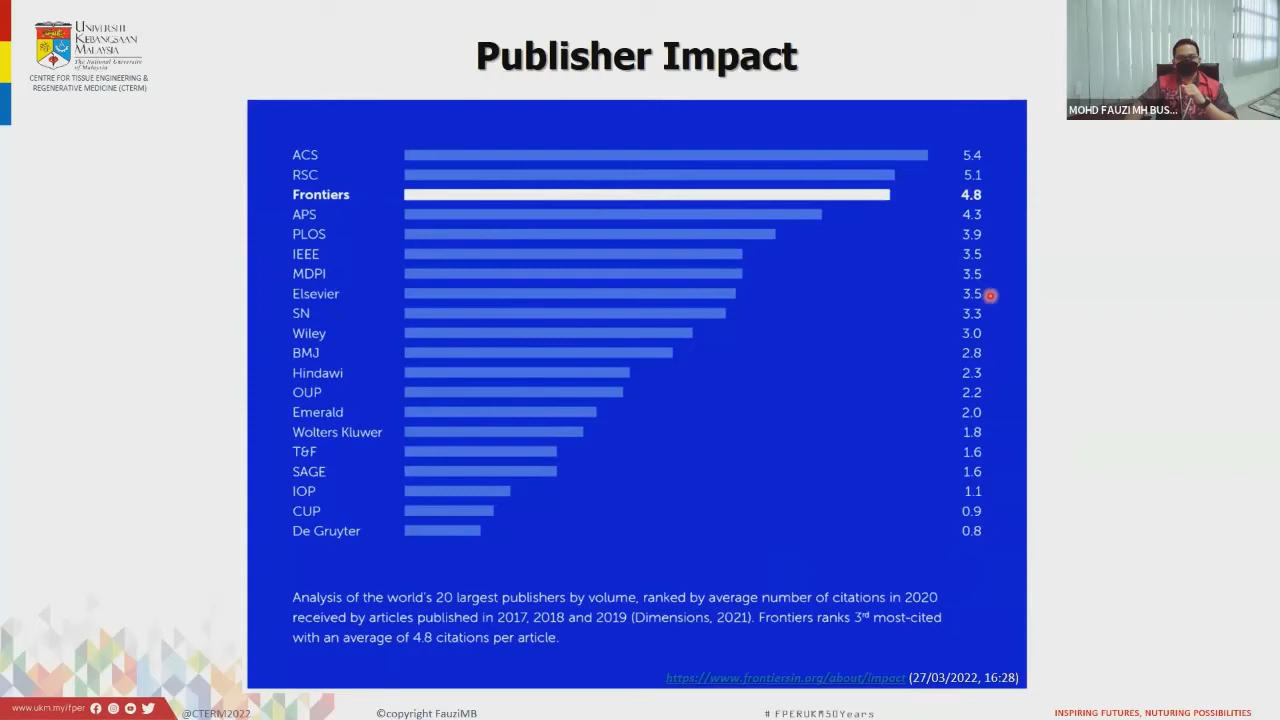 UNIVERSITI
KEBANGSAAN
MALAYSIA
The National University
of Malaysia
CENTRE FOR TISSUE ENGINEERING &
REGENERATIVE MEDICINE (CTERM)
Publisher Impact
MOHD FAUZI MH BUS...
ACS 5.4
RSC 5.1
Frontiers 4.8
APS 4.3
PLOS 3.9
IEEE 3.5
MDPI 3.5
Elsevier 3.5
SN 3.3
Wiley 3.0
BMJ 2.8
Hindawi 2.3
OUP 2.2
Emerald 2.0
Wolters Kluwer 1.8
T&F 1.6
SAGE 1.6
IOP 1.1
CUP 0.9
De Gruyter 0.8
Analysis of the world's 20 largest publishers by volume, ranked by average number of citations in 2020
received by articles published in 2017, 2018 and 2019 (Dimensions, 2021). Frontiers ranks 3rd most-cited
with an average of 4.8 citations per article.
https://www.frontiersin.org/about/impact (27/03/2022, 16:28)
www.ukm.my/fper @CTERM2022 ©copyright FauziMB #FPERUKM50Years INSPIRING FUTURES, NUTURING POSSIBILITIES